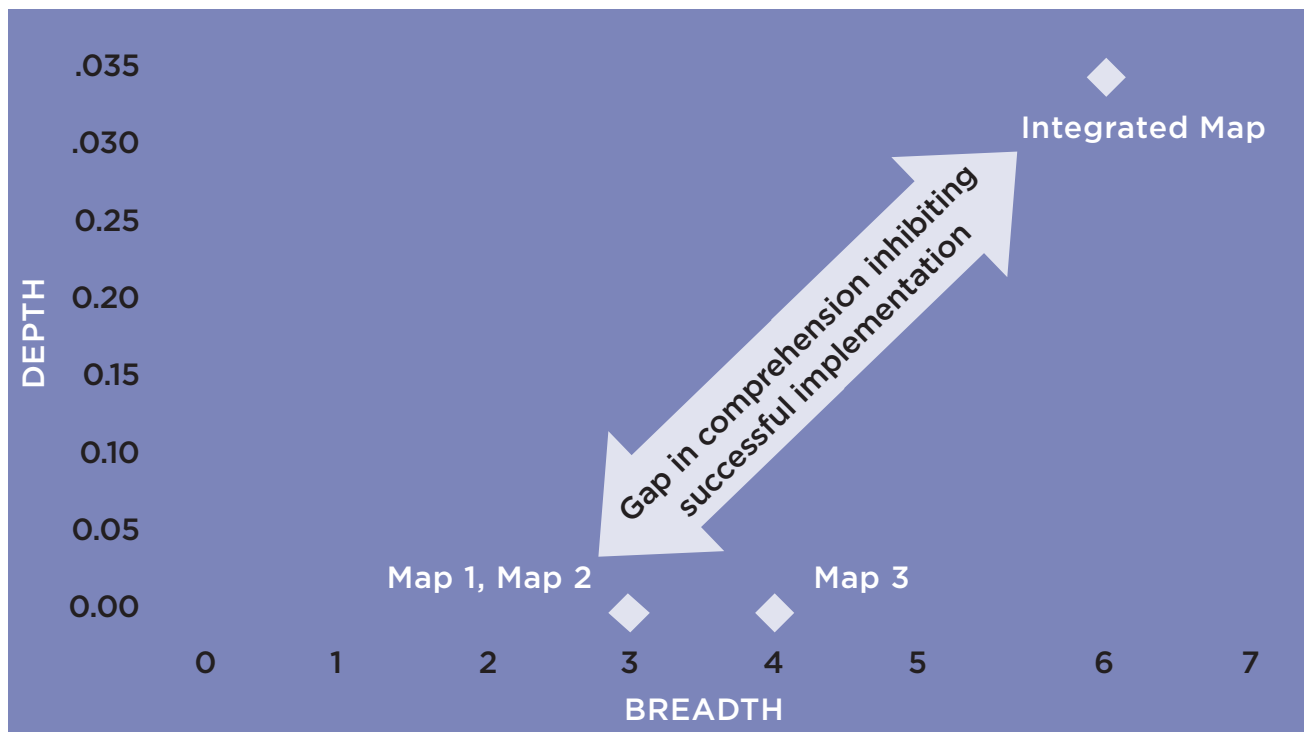 .035
Integrated Map
.030
0.25
0.20
0.15
0.10
0.05
0.00
DEPTH
Gap in comprehension inhibiting
successful implementation
Map 1, Map 2
Map 3
0 1 2 3 4 5 6 7
BREADTH